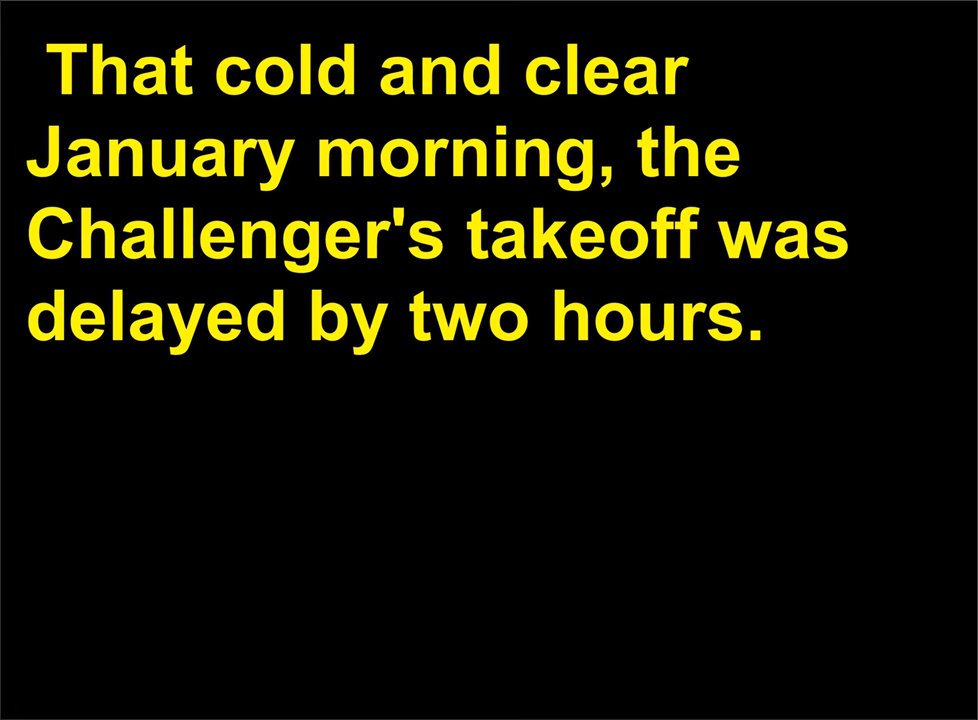 That cold and clear
January morning, the
Challenger's takeoff was
delayed by two hours.